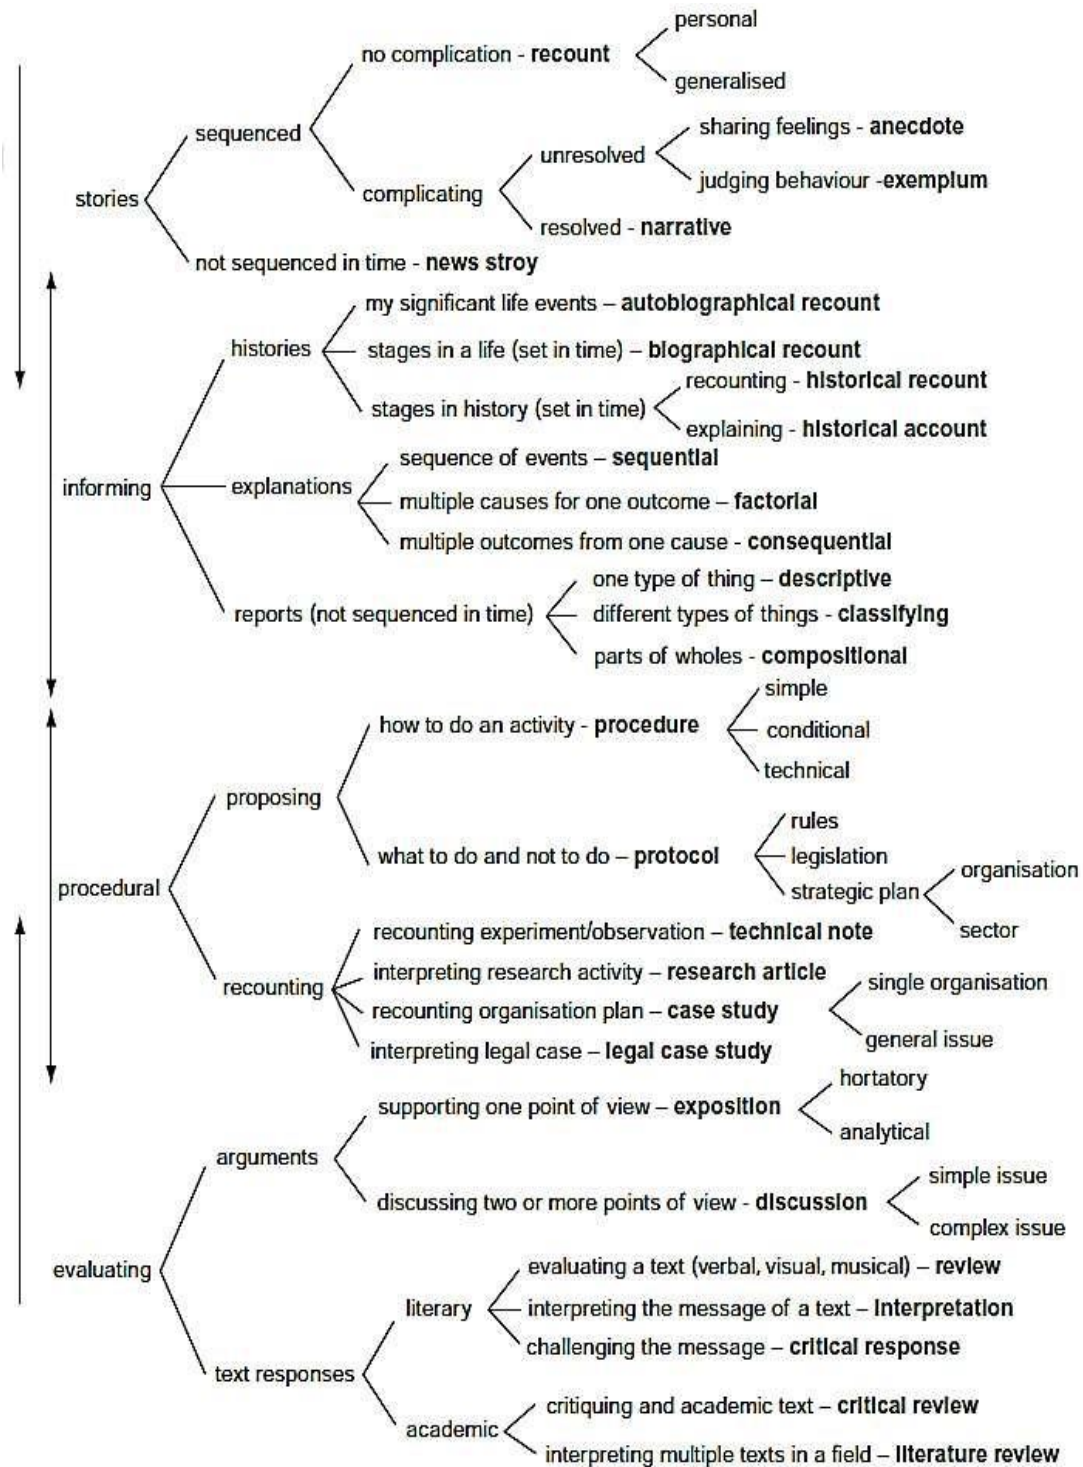 personal
no complication - recount
generalised
sequenced
sharing feelings - anecdote
unresolved
judging behaviour -exemplum
complicating
stories
resolved - narrative
not sequenced in time - news stroy
my significant life events – autobiographical recount
histories
stages in a life (set in time) – biographical recount
recounting - historical recount
stages in history (set in time)
explaining - historical account
sequence of events – sequential
informing
explanations
multiple causes for one outcome – factorial
multiple outcomes from one cause - consequential
one type of thing – descriptive
reports (not sequenced in time)
different types of things - classifying
parts of wholes - compositional
simple
how to do an activity - procedure
conditional
technical
proposing
rules
what to do and not to do – protocol
legislation
organisation
strategic plan
procedural
sector
recounting experiment/observation – technical note
interpreting research activity – research article
single organisation
recounting
recounting organisation plan – case study
general issue
interpreting legal case – legal case study
hortatory
supporting one point of view – exposition
analytical
arguments
simple issue
discussing two or more points of view - discussion
complex issue
evaluating
evaluating a text (verbal, visual, musical) – review
literary
interpreting the message of a text – interpretation
challenging the message – critical response
text responses
critiquing and academic text – critical review
academic
interpreting multiple texts in a field – literature review